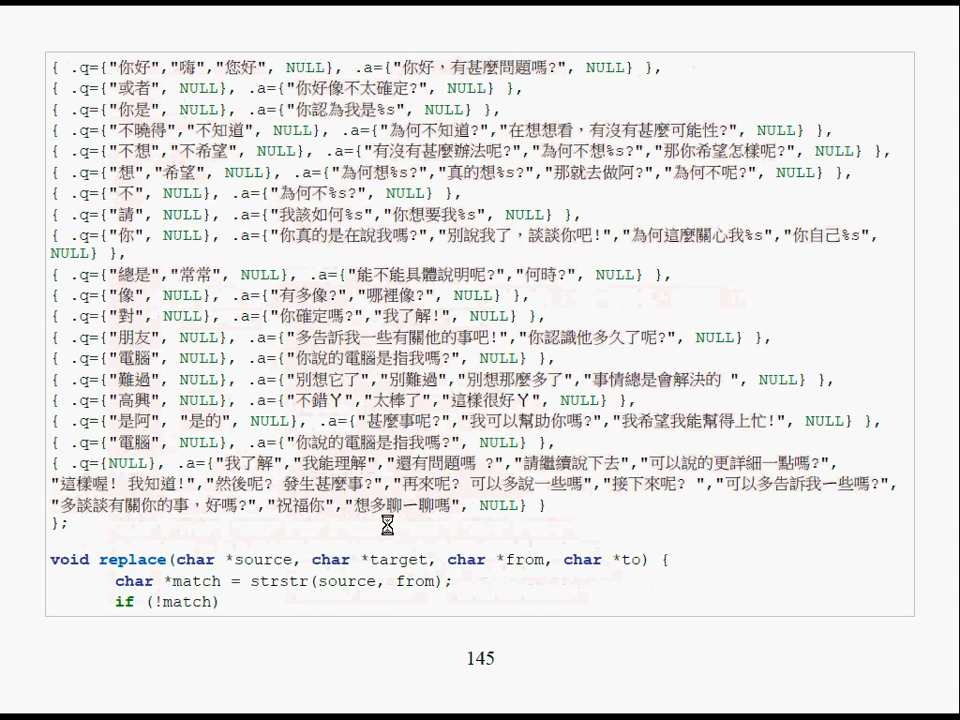 { .q={"你好","嗨","您好", NULL}, .a={"你好，有甚麼問題嗎?", NULL} },
{ .q={"或者", NULL}, .a={"你好像不太確定?", NULL} },
{ .q={"你是", NULL}, .a={"你認為我是%s", NULL} },
{ .q={"不曉得","不知道", NULL}, .a={"為何不知道?","在想想看，有沒有甚麼可能性?", NULL} },
{ .q={"不想","不希望", NULL}, .a={"有沒有甚麼辦法呢?","為何不想%s?","那你希望怎樣呢?", NULL} },
{ .q={"想","希望", NULL}, .a={"為何想%s?","真的想%s?","那就去做阿?","為何不呢?", NULL} },
{ .q={"不", NULL}, .a={"為何不%s?", NULL} },
{ .q={"請", NULL}, .a={"我該如何%s","你想要我%s", NULL} },
{ .q={"你", NULL}, .a={"你真的是在說我嗎?","別說我了，談談你吧!","為何這麼關心我%s","你自己%s",
NULL} },
{ .q={"總是","常常", NULL}, .a={"能不能具體說明呢?","何時?", NULL} },
{ .q={"像", NULL}, .a={"有多像?","哪裡像?", NULL} },
{ .q={"對", NULL}, .a={"你確定嗎?","我了解!", NULL} },
{ .q={"朋友", NULL}, .a={"多告訴我一些有關他的事吧!","你認識他多久了呢?", NULL} },
{ .q={"電腦", NULL}, .a={"你說的電腦是指我嗎?", NULL} },
{ .q={"難過", NULL}, .a={"別想它了","別難過","別想那麼多了","事情總是會解決的 ", NULL} },
{ .q={"高興", NULL}, .a={"不錯ㄚ","太棒了","這樣很好ㄚ", NULL} },
{ .q={"是阿", "是的", NULL}, .a={"甚麼事呢?","我可以幫助你嗎?","我希望我能幫得上忙!", NULL} },
{ .q={"電腦", NULL}, .a={"你說的電腦是指我嗎?", NULL} },
{ .q={NULL}, .a={"我了解","我能理解","還有問題嗎 ?","請繼續說下去","可以說的更詳細一點嗎?",
"這樣喔! 我知道!","然後呢? 發生甚麼事?","再來呢? 可以多說一些嗎","接下來呢? ","可以多告訴我一些嗎?",
"多談談有關你的事，好嗎?","祝福你","想多聊一聊嗎", NULL} }
};
void replace(char *source, char *target, char *from, char *to) {
char *match = strstr(source, from);
if (!match)
145